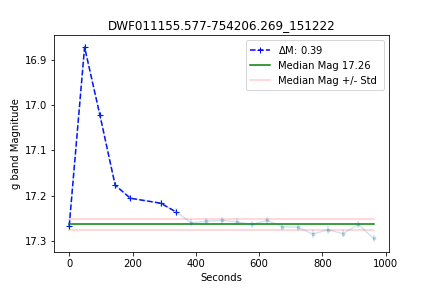 DWF011155.577-754206.269_151222
ΔM: 0.39
Median Mag 17.26
Median Mag +/- Std
g band Magnitude
16.9
17.0
17.1
17.2
17.3
0
200
400
600
800
1000
Seconds